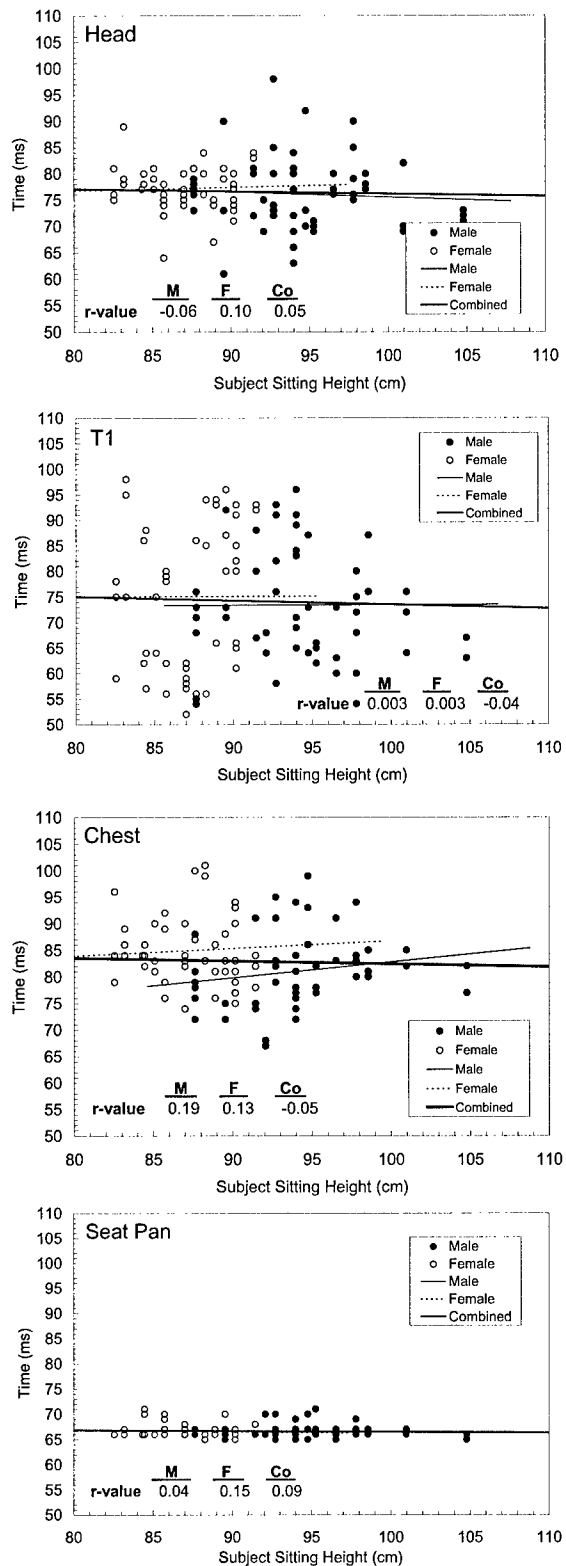 Head
110
105
100
95
90
85
80
75
70
65
60
55
50
Time (ms)
Male
Female
Male
Female
Combined
M F Co
r-value -0.06 0.10 0.05
80 85 90 95 100 105 110
Subject Sitting Height (cm)
T1
110
105
100
95
90
85
80
75
70
65
60
55
50
Time (ms)
Male
Female
Male
Female
Combined
M F Co
r-value 0.003 0.003 -0.04
80 85 90 95 100 105 110
Subject Sitting Height (cm)
Chest
110
105
100
95
90
85
80
75
70
65
60
55
50
Time (ms)
Male
Female
Male
Female
Combined
M F Co
r-value 0.19 0.13 -0.05
80 85 90 95 100 105 110
Subject Sitting Height (cm)
Seat Pan
110
105
100
95
90
85
80
75
70
65
60
55
50
Time (ms)
Male
Female
Male
Female
Combined
M F Co
r-value 0.04 0.15 0.09
80 85 90 95 100 105 110
Subject Sitting Height (cm)